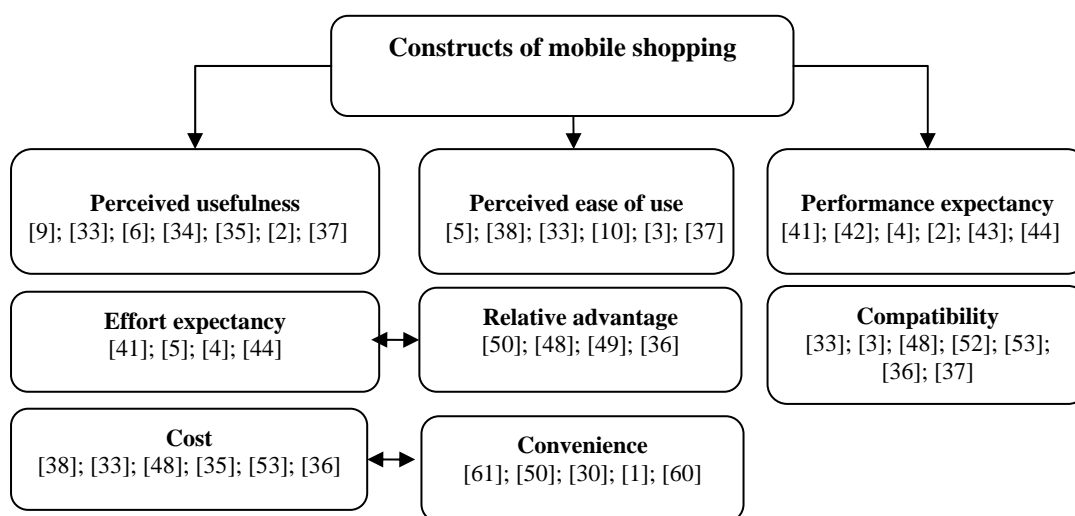 Constructs of mobile shopping
Perceived usefulness
[9]; [33]; [6]; [34]; [35]; [2]; [37]
Perceived ease of use
[5]; [38]; [33]; [10]; [3]; [37]
Performance expectancy
[41]; [42]; [4]; [2]; [43]; [44]
Effort expectancy
[41]; [5]; [4]; [44]
Relative advantage
[50]; [48]; [49]; [36]
Compatibility
[33]; [3]; [48]; [52]; [53];
[36]; [37]
Cost
[38]; [33]; [48]; [35]; [53]; [36]
Convenience
[61]; [50]; [30]; [1]; [60]